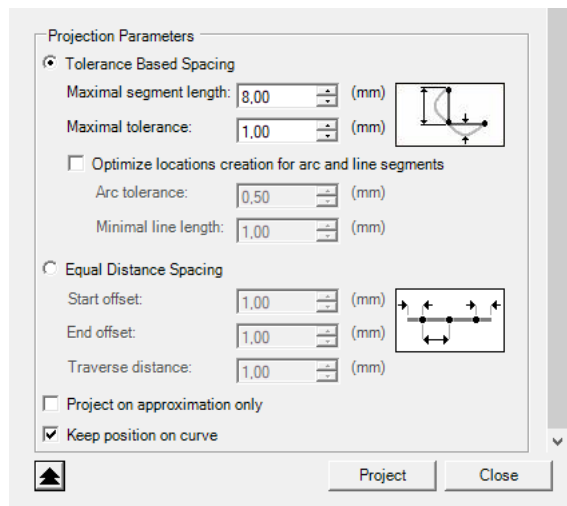 Projection Parameters
Tolerance Based Spacing
Maximal segment length: 8,00 (mm)
Maximal tolerance: 1,00 (mm)
Optimize locations creation for arc and line segments
Arc tolerance: 0,50 (mm)
Minimal line length: 1,00 (mm)
Equal Distance Spacing
Start offset: 1,00 (mm)
End offset: 1,00 (mm)
Traverse distance: 1,00 (mm)
Project on approximation only
Keep position on curve
Project Close